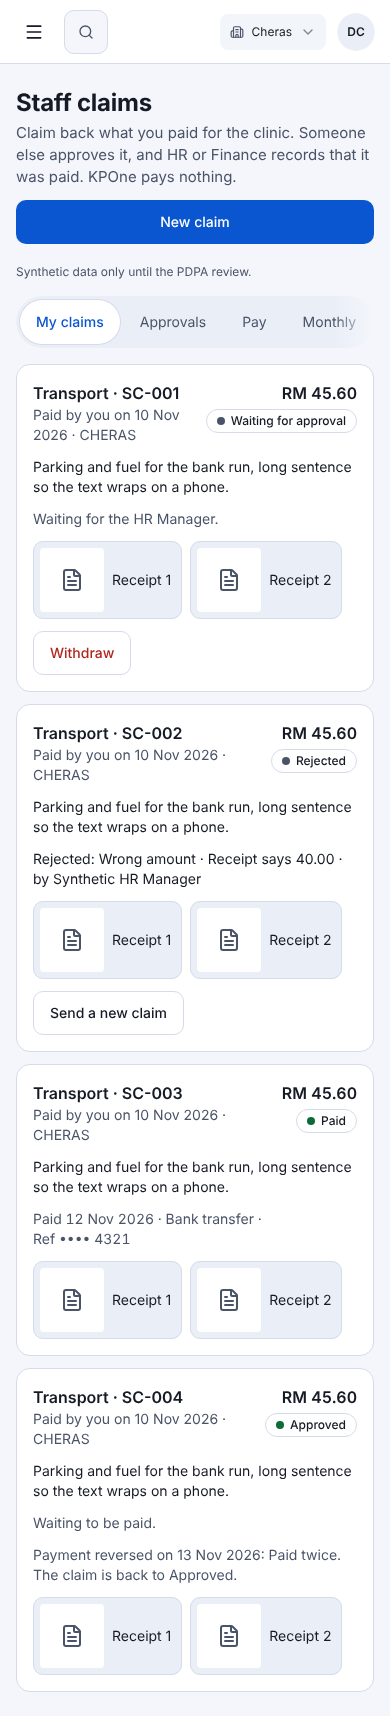 Cheras
DC
Staff claims
Claim back what you paid for the clinic. Someone
else approves it, and HR or Finance records that it
was paid. KPOne pays nothing.
New claim
Synthetic data only until the PDPA review.
My claims
Approvals
Pay
Monthly
Transport · SC-001
RM 45.60
Paid by you on 10 Nov
2026 · CHERAS
Waiting for approval
Parking and fuel for the bank run, long sentence
so the text wraps on a phone.
Waiting for the HR Manager.
Receipt 1
Receipt 2
Withdraw
Transport · SC-002
RM 45.60
Paid by you on 10 Nov 2026 ·
CHERAS
Rejected
Parking and fuel for the bank run, long sentence
so the text wraps on a phone.
Rejected: Wrong amount · Receipt says 40.00 ·
by Synthetic HR Manager
Receipt 1
Receipt 2
Send a new claim
Transport · SC-003
RM 45.60
Paid by you on 10 Nov 2026 ·
CHERAS
Paid
Parking and fuel for the bank run, long sentence
so the text wraps on a phone.
Paid 12 Nov 2026 · Bank transfer ·
Ref •••• 4321
Receipt 1
Receipt 2
Transport · SC-004
RM 45.60
Paid by you on 10 Nov 2026 ·
CHERAS
Approved
Parking and fuel for the bank run, long sentence
so the text wraps on a phone.
Waiting to be paid.
Payment reversed on 13 Nov 2026: Paid twice.
The claim is back to Approved.
Receipt 1
Receipt 2